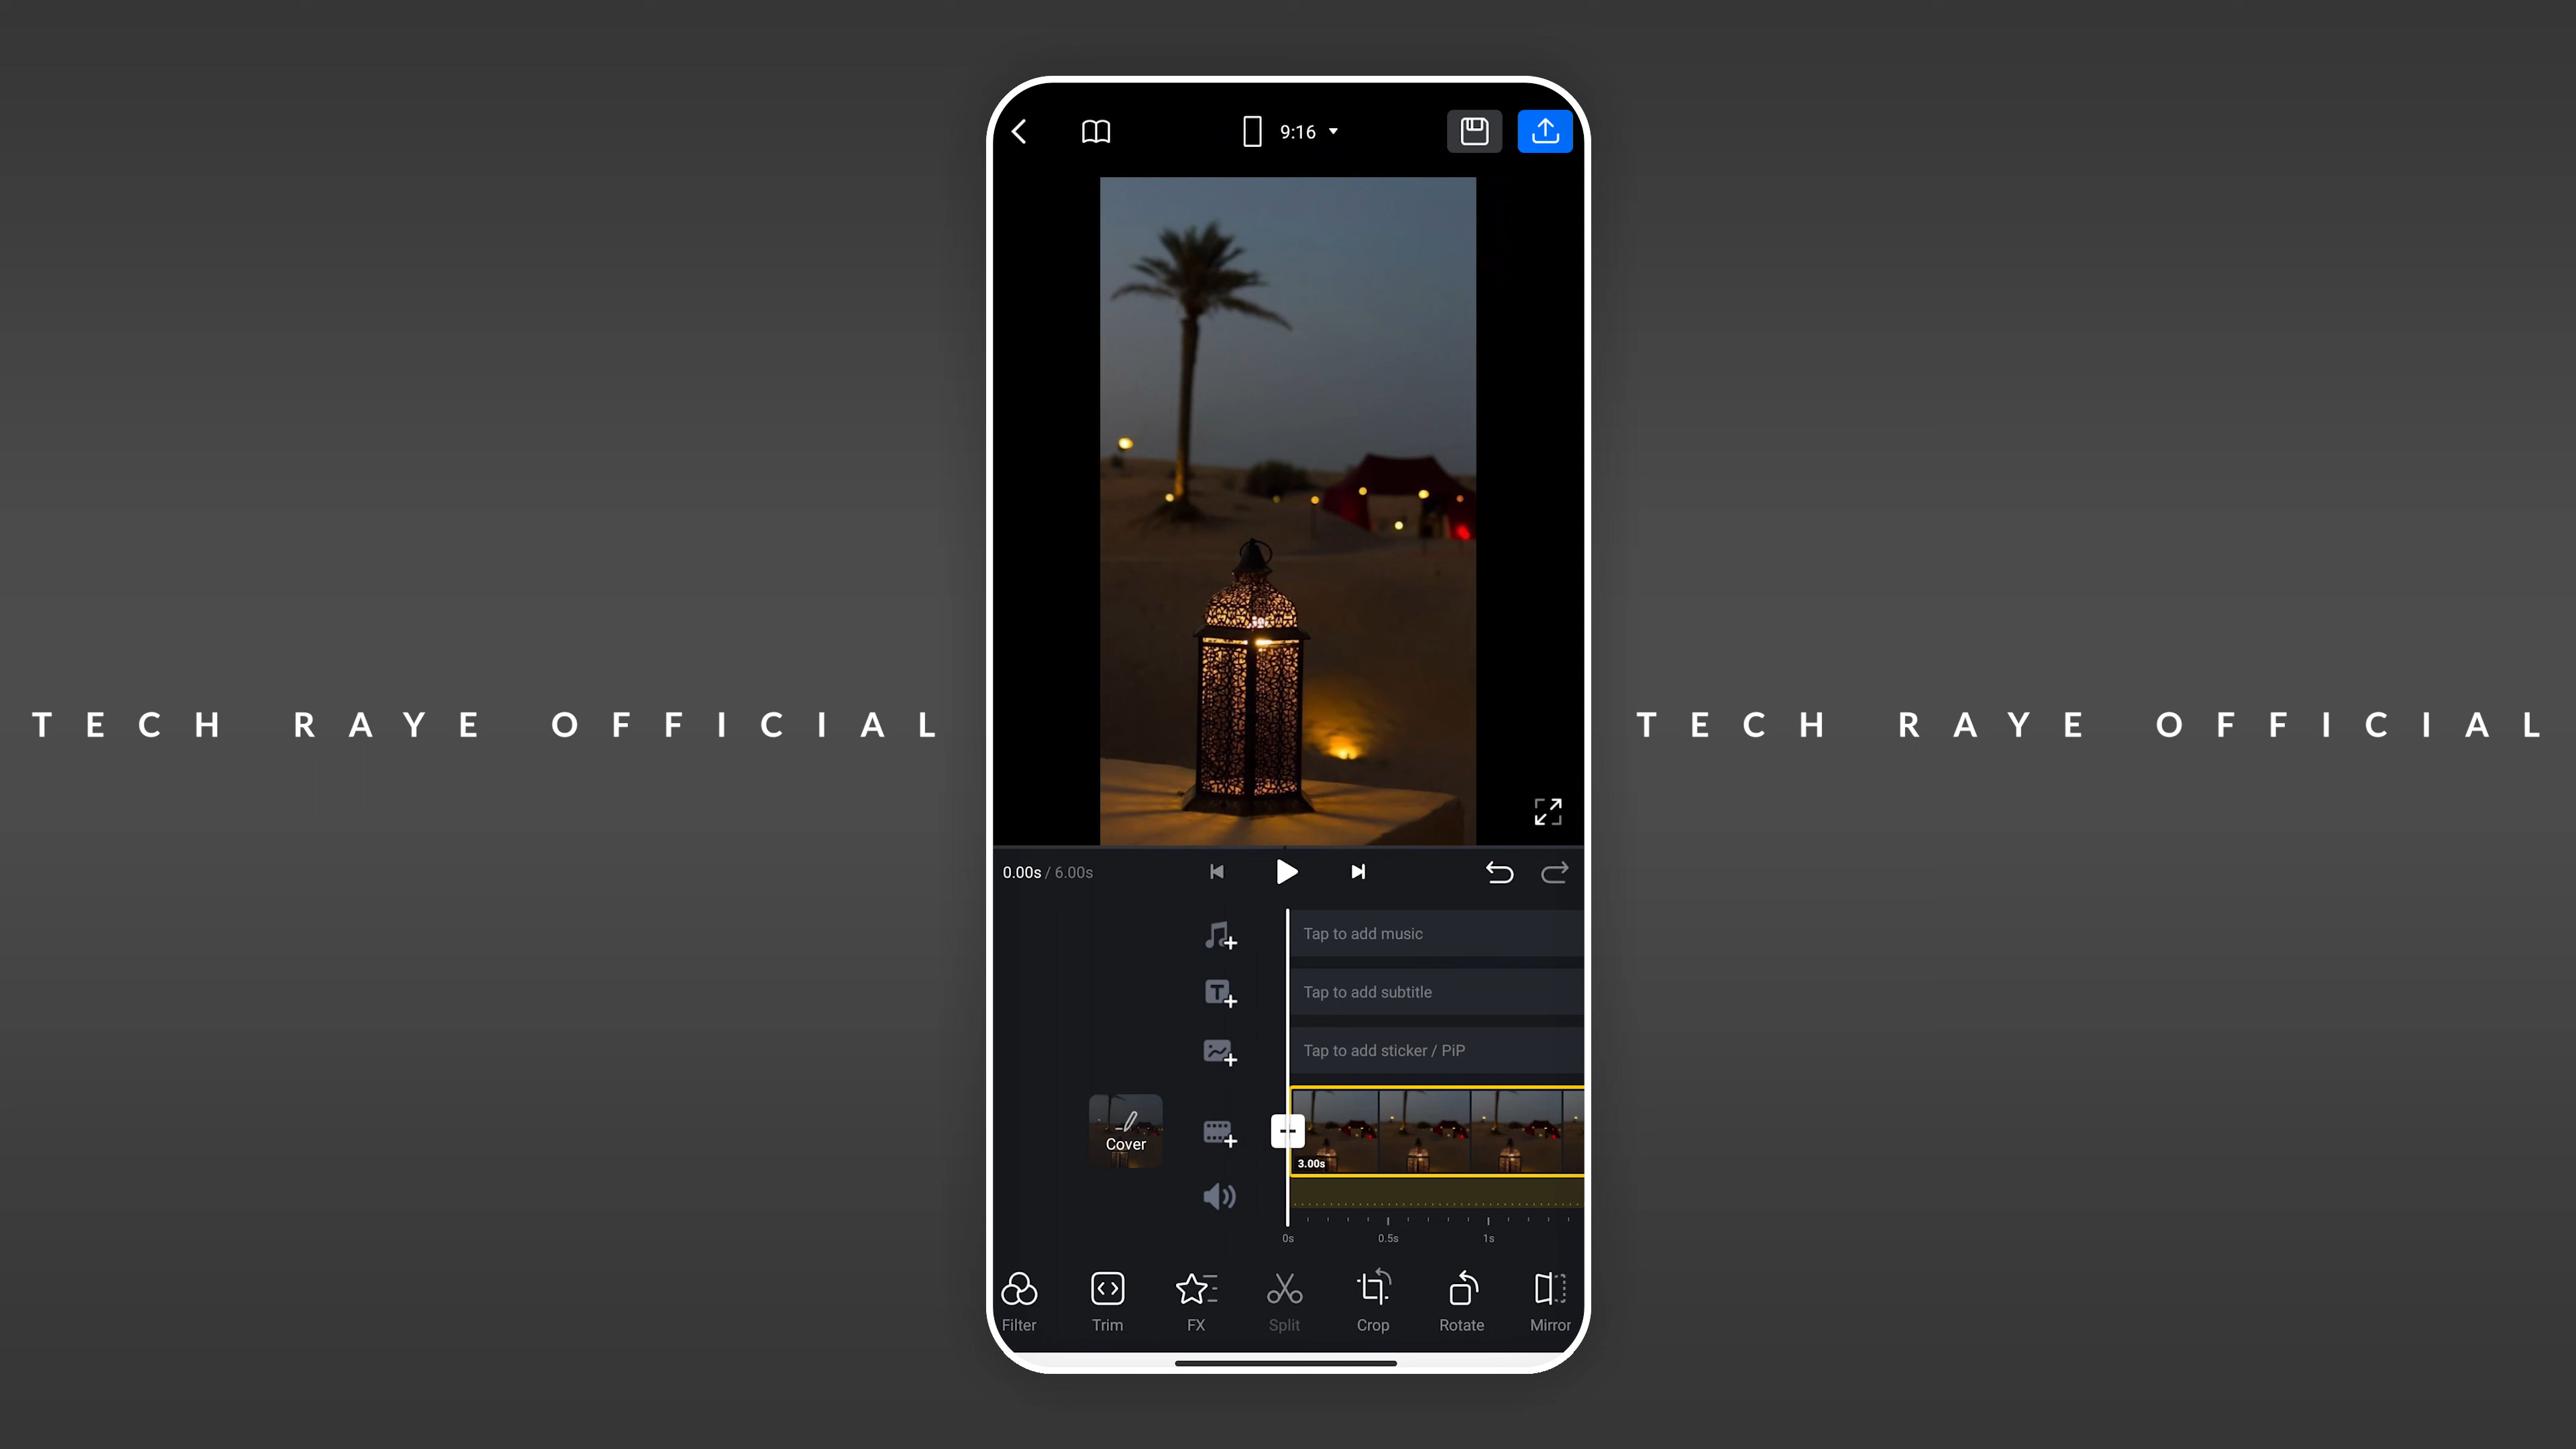 9:16
TECH RAYE OFFICIAL
TECH RAYE OFFICIAL
0.00s / 6.00s
Tap to add music
Tap to add subtitle
Tap to add sticker / PiP
Cover
3.00s
0s 0.5s 1s
Filter Trim FX Split Crop Rotate Mirror